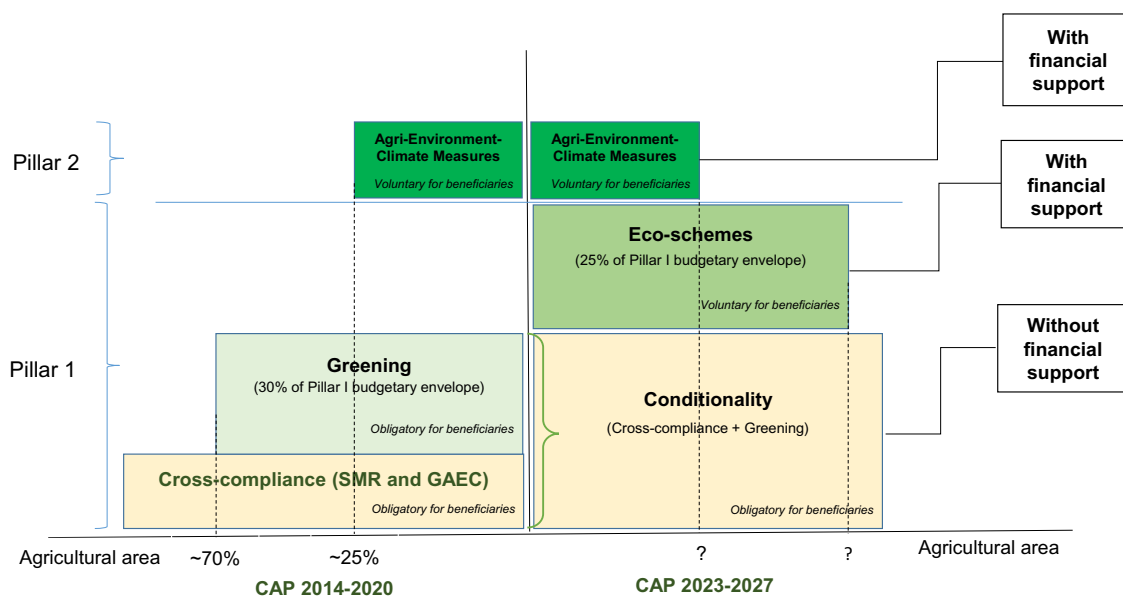 With
financial
support
Pillar 2
Agri-Environment-
Climate Measures
Voluntary for beneficiaries
Agri-Environment-
Climate Measures
Voluntary for beneficiaries
With
financial
support
Eco-schemes
(25% of Pillar I budgetary envelope)
Voluntary for beneficiaries
Pillar 1
Greening
(30% of Pillar I budgetary envelope)
Obligatory for beneficiaries
Cross-compliance (SMR and GAEC)
Obligatory for beneficiaries
Conditionality
(Cross-compliance + Greening)
Obligatory for beneficiaries
Without
financial
support
Agricultural area
~70%
~25%
?
?
Agricultural area
CAP 2014-2020
CAP 2023-2027